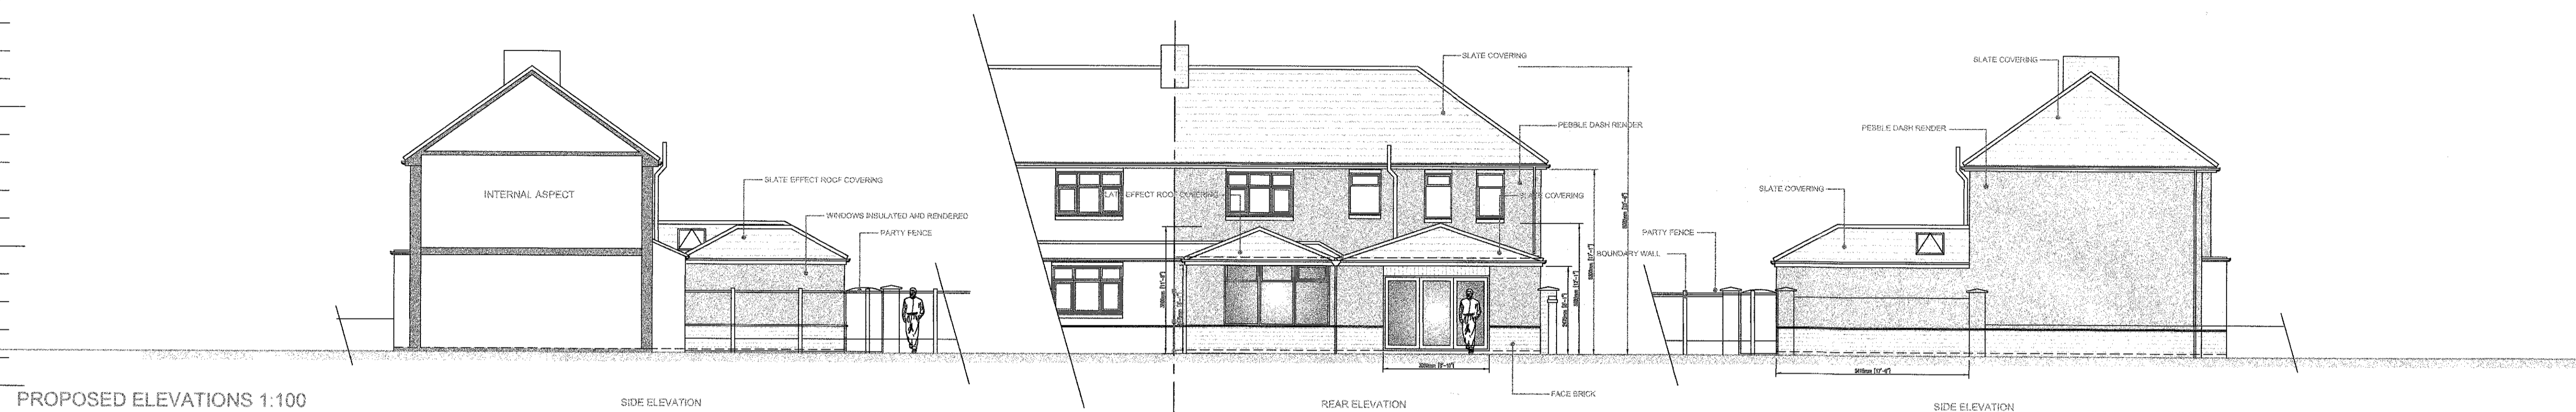 INTERNAL ASPECT
SLATE EFFECT ROOF COVERING
WINDOWS INSULATED AND RENDERED
PARTY FENCE
SIDE ELEVATION
SLATE COVERING
PEBBLE DASH RENDER
LATE EFFECT ROOF COVERING
COVERING
BOUNDARY WALL
FACE BRICK
REAR ELEVATION
SLATE COVERING
PEBBLE DASH RENDER
SLATE COVERING
PARTY FENCE
SIDE ELEVATION
PROPOSED ELEVATIONS 1:100